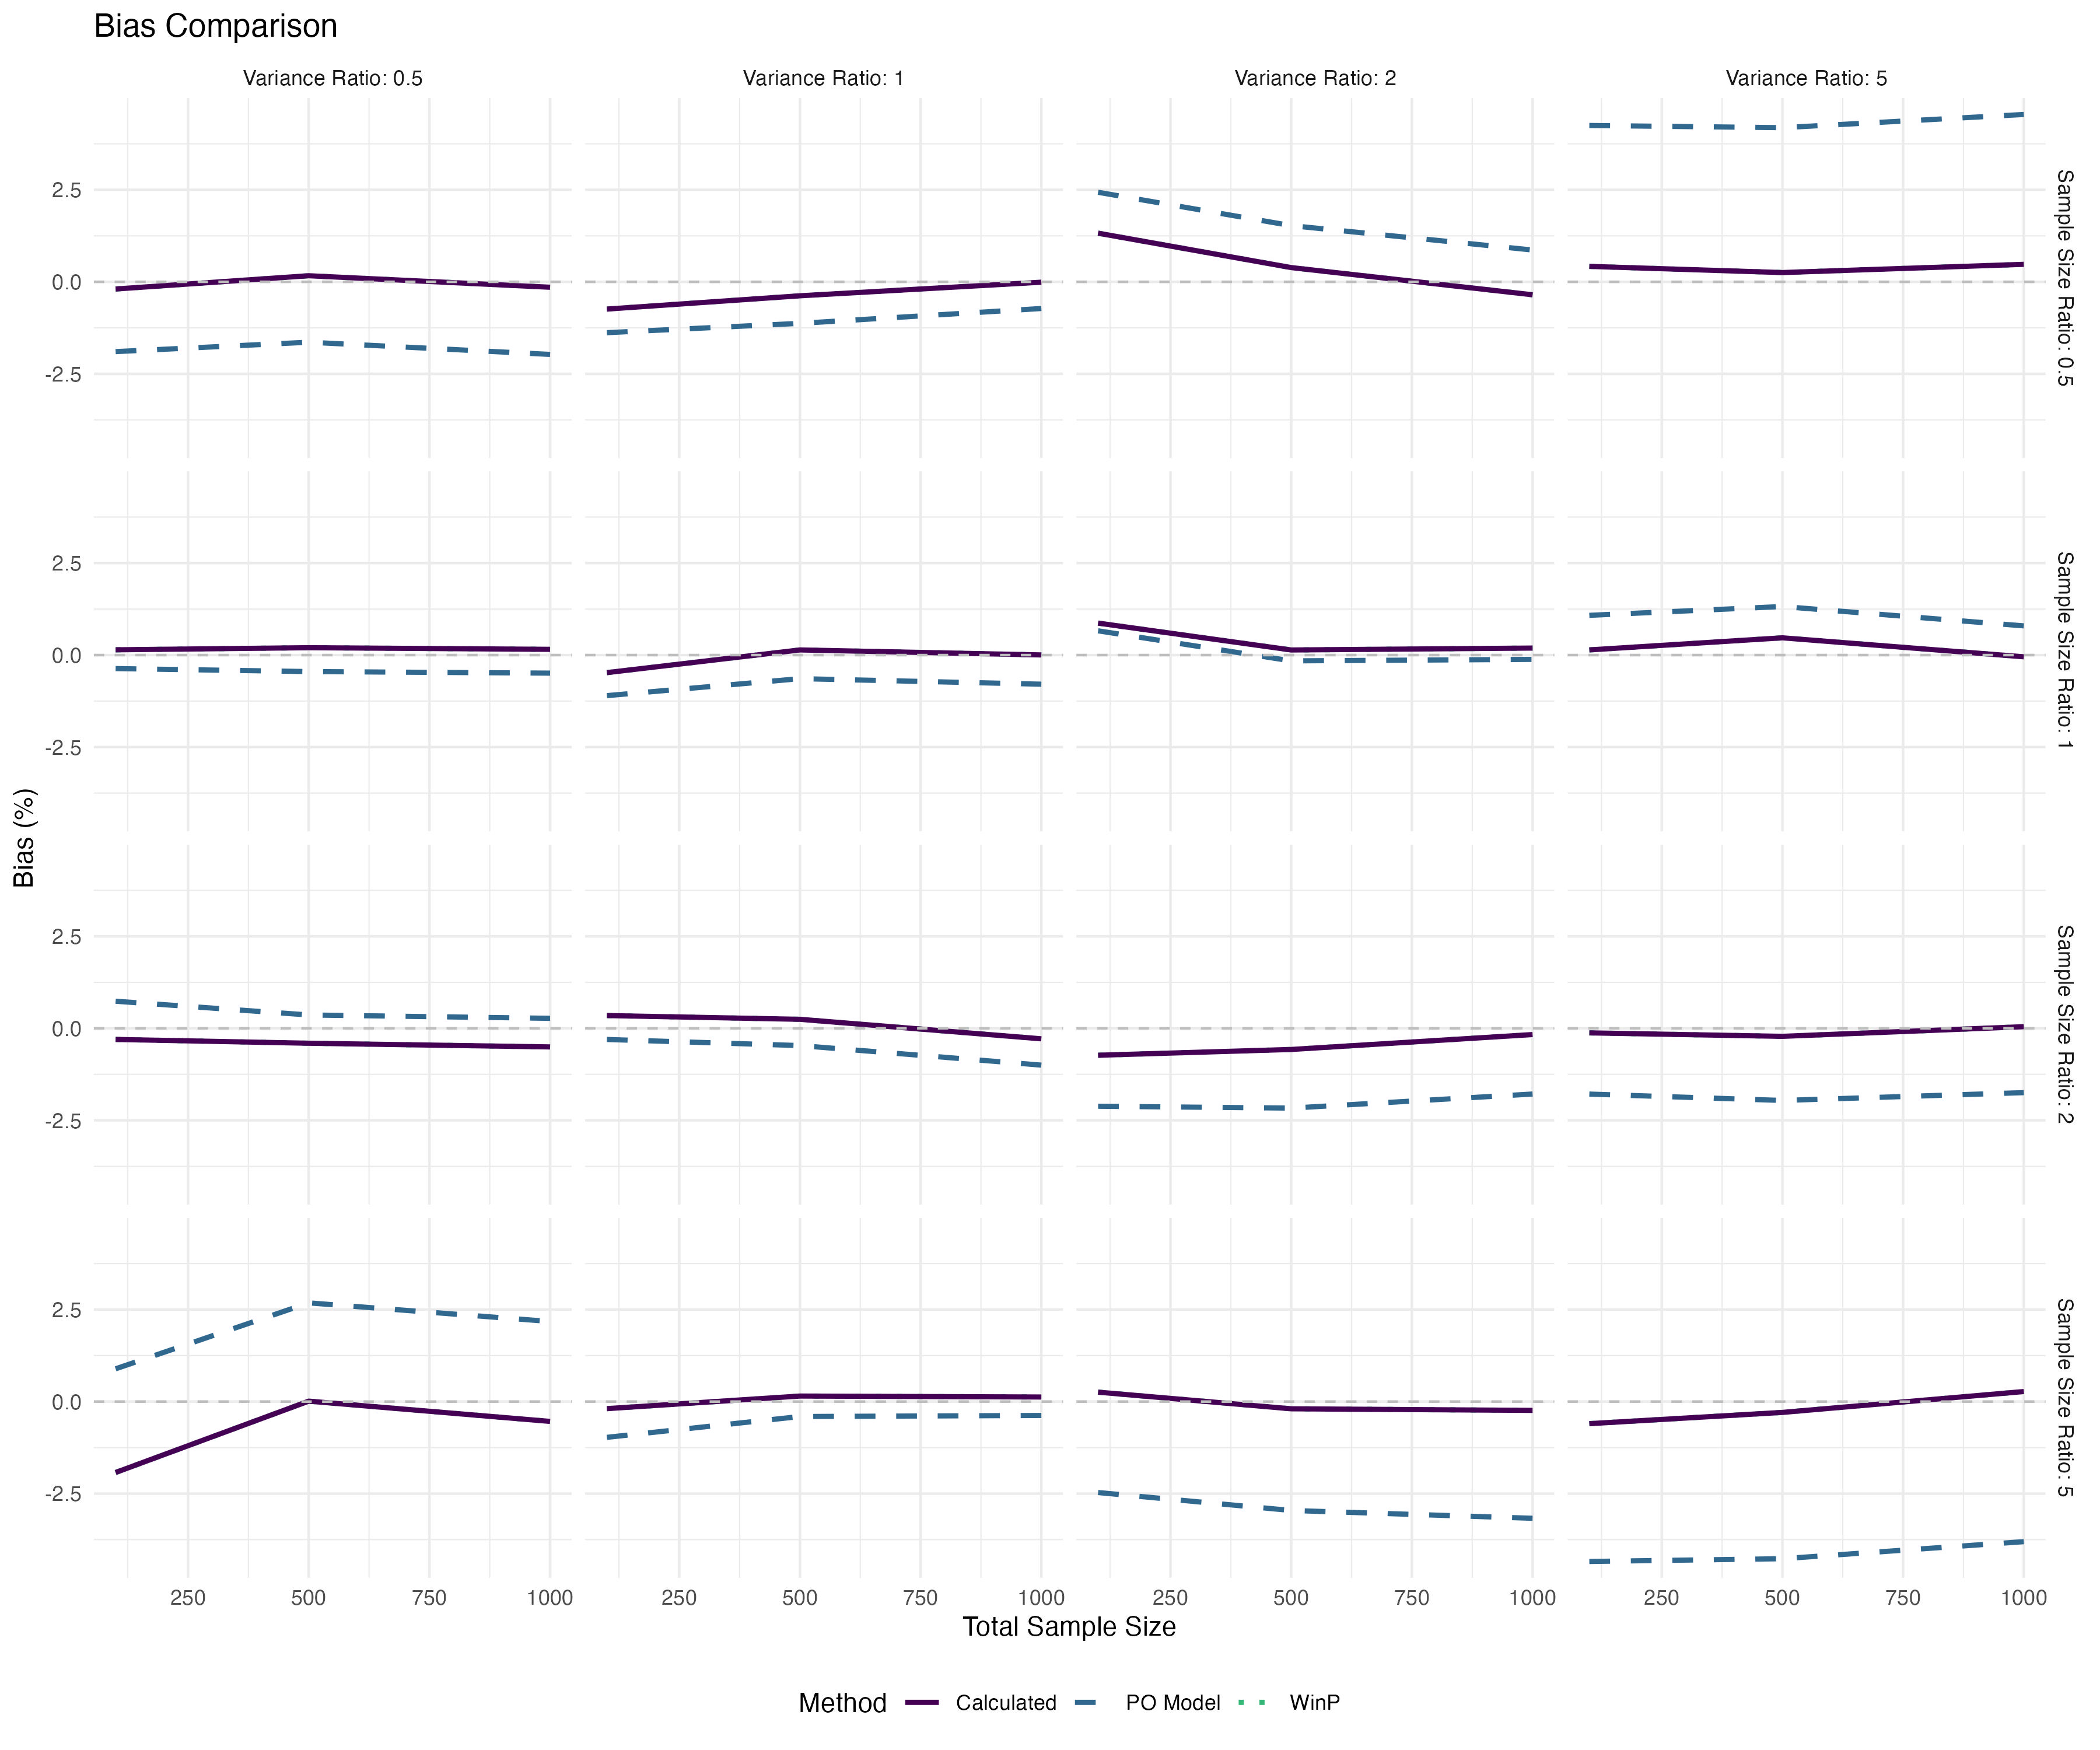 Bias Comparison
Variance Ratio: 0.5 Variance Ratio: 1 Variance Ratio: 2 Variance Ratio: 5
2.5
0.0
-2.5
Sample Size Ratio: 0.5
2.5
0.0
-2.5
Sample Size Ratio: 1
Bias (%)
2.5
0.0
-2.5
Sample Size Ratio: 2
2.5
0.0
-2.5
Sample Size Ratio: 5
250 500 750 1000 250 500 750 1000 250 500 750 1000 250 500 750 1000
Total Sample Size
Method Calculated PO Model WinP